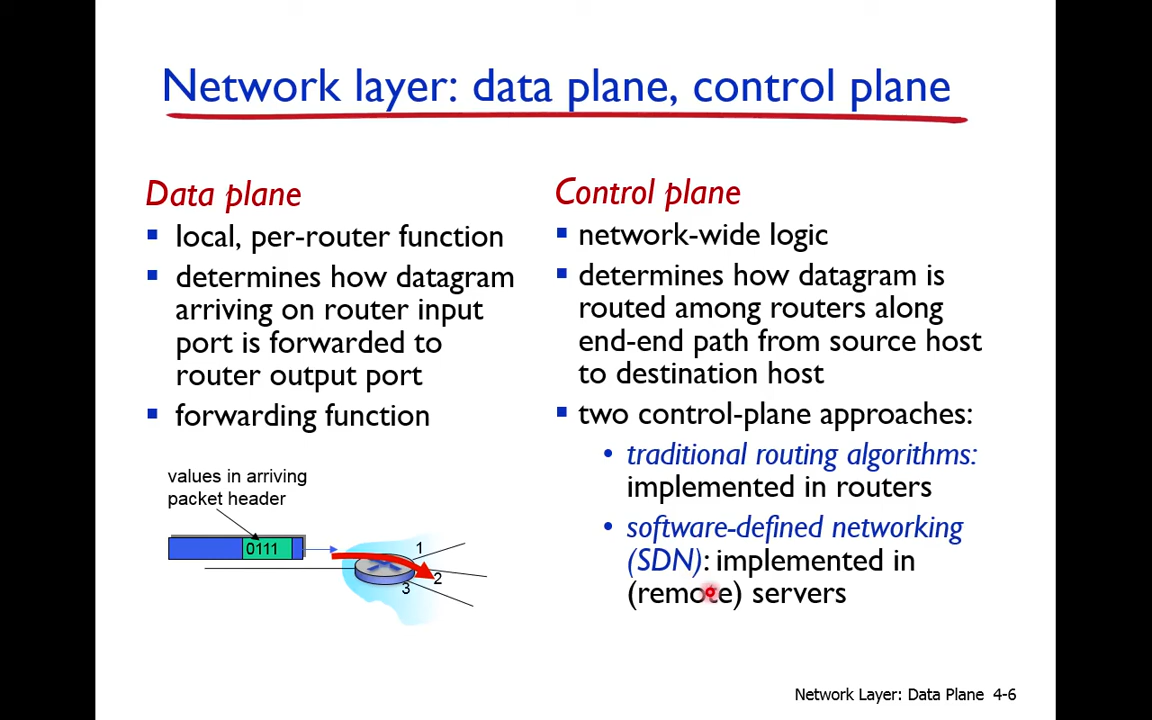 Network layer: data plane, control plane
Data plane
local, per-router function
determines how datagram
arriving on router input
port is forwarded to
router output port
forwarding function
values in arriving
packet header
0111
1
2
3
Control plane
network-wide logic
determines how datagram is
routed among routers along
end-end path from source host
to destination host
two control-plane approaches:
traditional routing algorithms:
implemented in routers
software-defined networking
(SDN): implemented in
(remote) servers
Network Layer: Data Plane 4-6